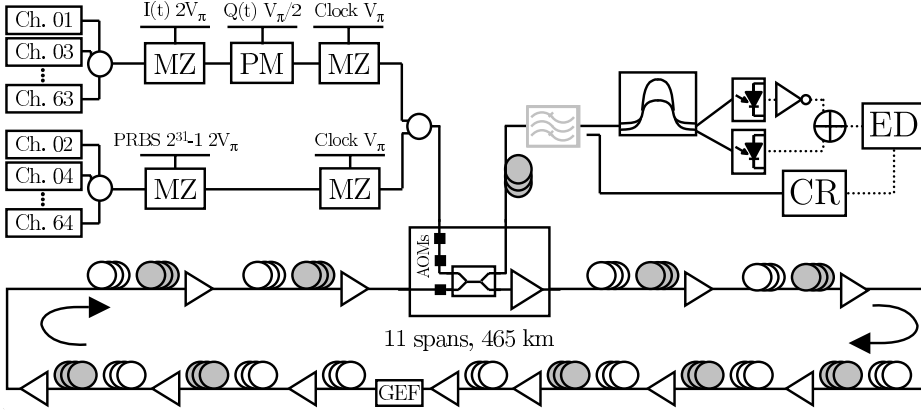 Ch. 01
Ch. 03
Ch. 63
I(t) 2Vπ
Q(t) Vπ/2
Clock Vπ
MZ
PM
MZ
Ch. 02
Ch. 04
Ch. 64
PRBS 2³¹-1 2Vπ
Clock Vπ
MZ
MZ
ED
CR
AOMs
11 spans, 465 km
GEF